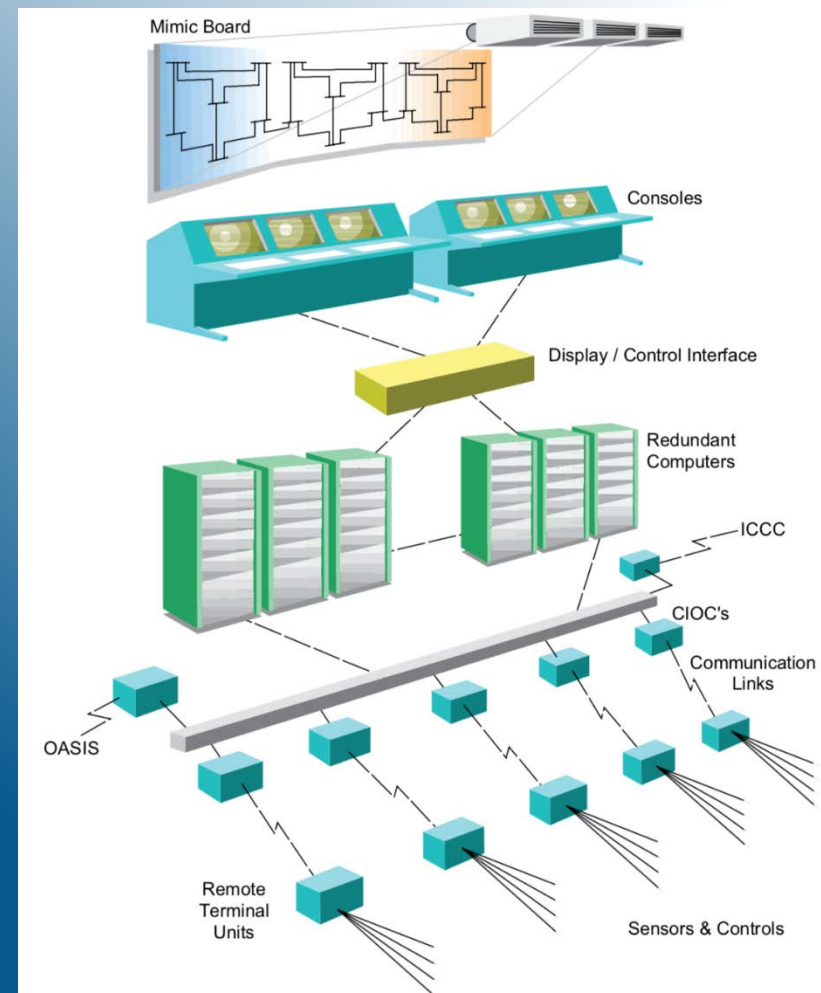 Mimic Board
Consoles
Display / Control Interface
Redundant
Computers
ICCC
CIOC's
Communication
Links
OASIS
Remote
Terminal
Units
Sensors & Controls